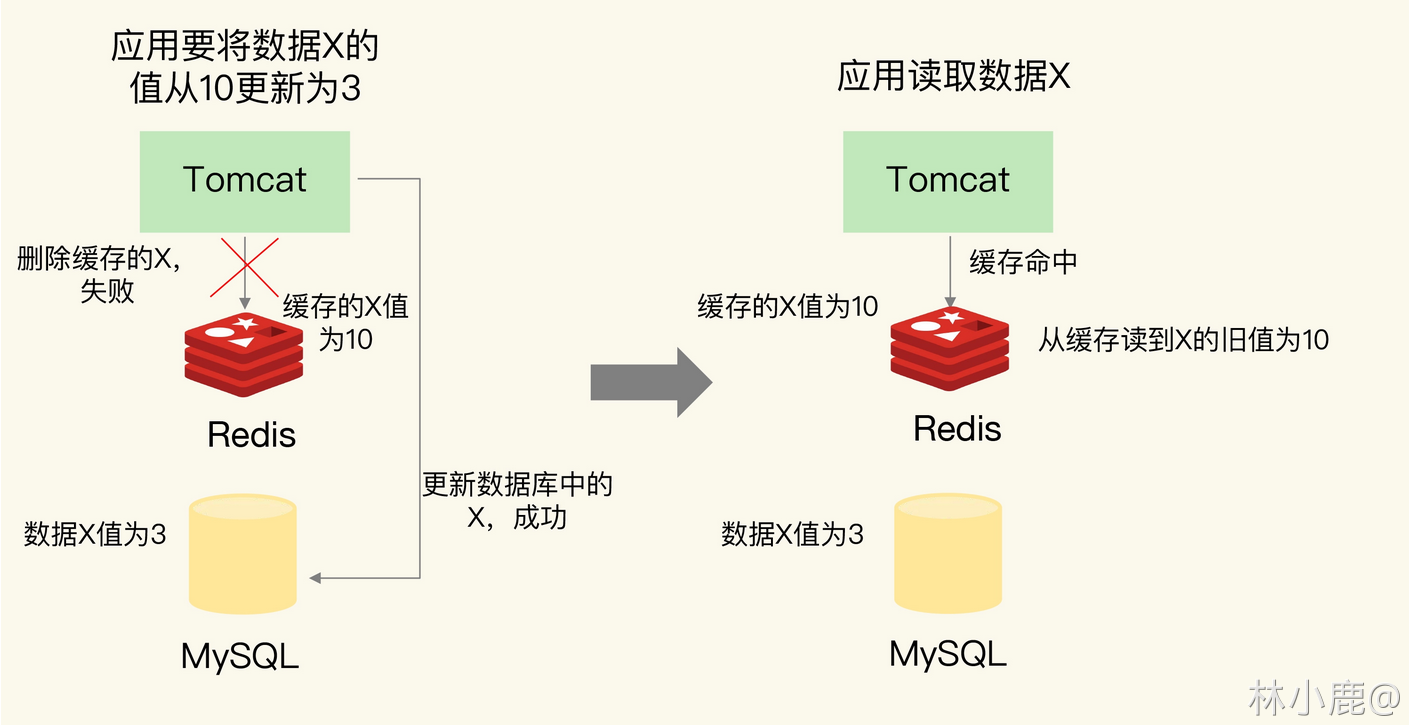 应用要将数据X的
值从10更新为3
Tomcat
删除缓存的X，
失败
缓存的X值
为10
Redis
更新数据库中的
X，成功
数据X值为3
MySQL
应用读取数据X
Tomcat
缓存命中
缓存的X值为10
从缓存读到X的旧值为10
Redis
数据X值为3
MySQL
林小鹿@